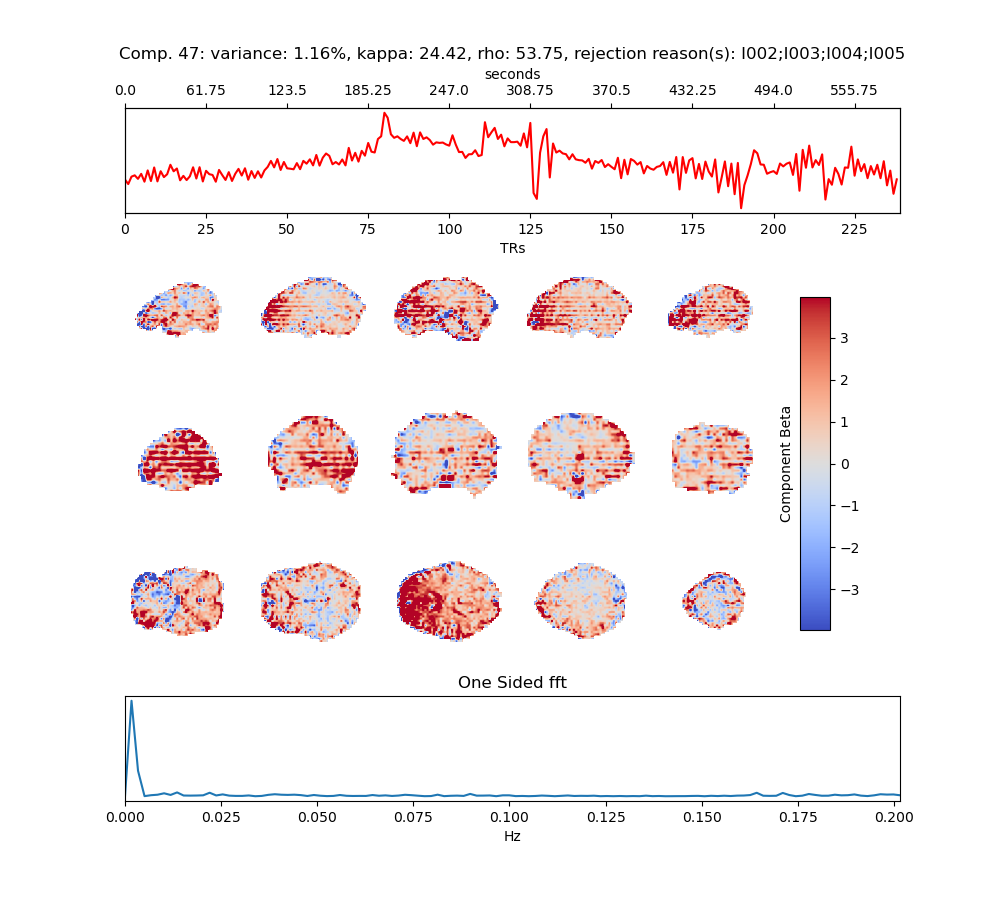 Comp. 47: variance: 1.16%, kappa: 24.42, rho: 53.75, rejection reason(s): I002;I003;I004;I005
seconds
0.0 61.75 123.5 185.25 247.0 308.75 370.5 432.25 494.0 555.75
0 25 50 75 100 125 150 175 200 225
TRs
3
2
1
0
−1
−2
−3
Component Beta
One Sided fft
0.000 0.025 0.050 0.075 0.100 0.125 0.150 0.175 0.200
Hz